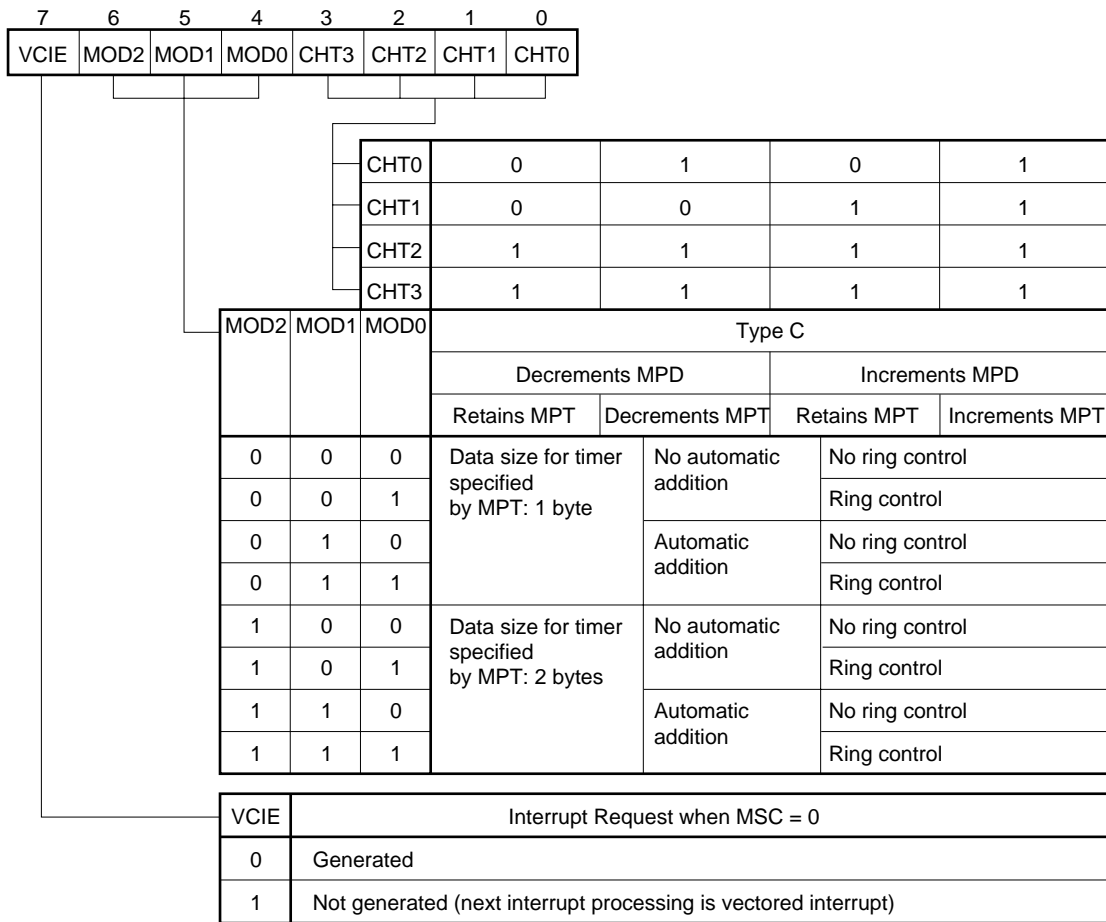 7 6 5 4 3 2 1 0
VCIE MOD2 MOD1 MOD0 CHT3 CHT2 CHT1 CHT0
CHT0 0 1 0 1
CHT1 0 0 1 1
CHT2 1 1 1 1
CHT3 1 1 1 1
MOD2 MOD1 MOD0 Type C
Decrements MPD Increments MPD
Retains MPT Decrements MPT Retains MPT Increments MPT
0 0 0 Data size for timer No automatic No ring control
specified addition
0 0 1 by MPT: 1 byte Ring control
0 1 0 Automatic No ring control
addition
0 1 1 Ring control
1 0 0 Data size for timer No automatic No ring control
specified addition
1 0 1 by MPT: 2 bytes Ring control
1 1 0 Automatic No ring control
addition
1 1 1 Ring control
VCIE Interrupt Request when MSC = 0
0 Generated
1 Not generated (next interrupt processing is vectored interrupt)